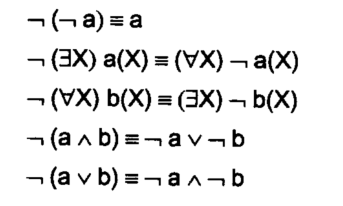 ¬ (¬ a) ≡ a
¬ (∃X) a(X) ≡ (∀X) ¬ a(X)
¬ (∀X) b(X) ≡ (∃X) ¬ b(X)
¬ (a ∧ b) ≡ ¬ a ∨ ¬ b
¬ (a ∨ b) ≡ ¬ a ∧ ¬ b